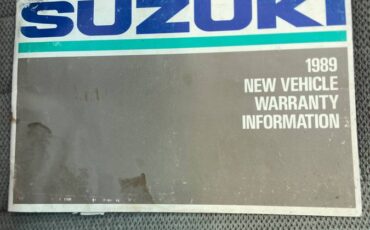 SUZUKI
1989
NEW VEHICLE
WARRANTY
INFORMATION